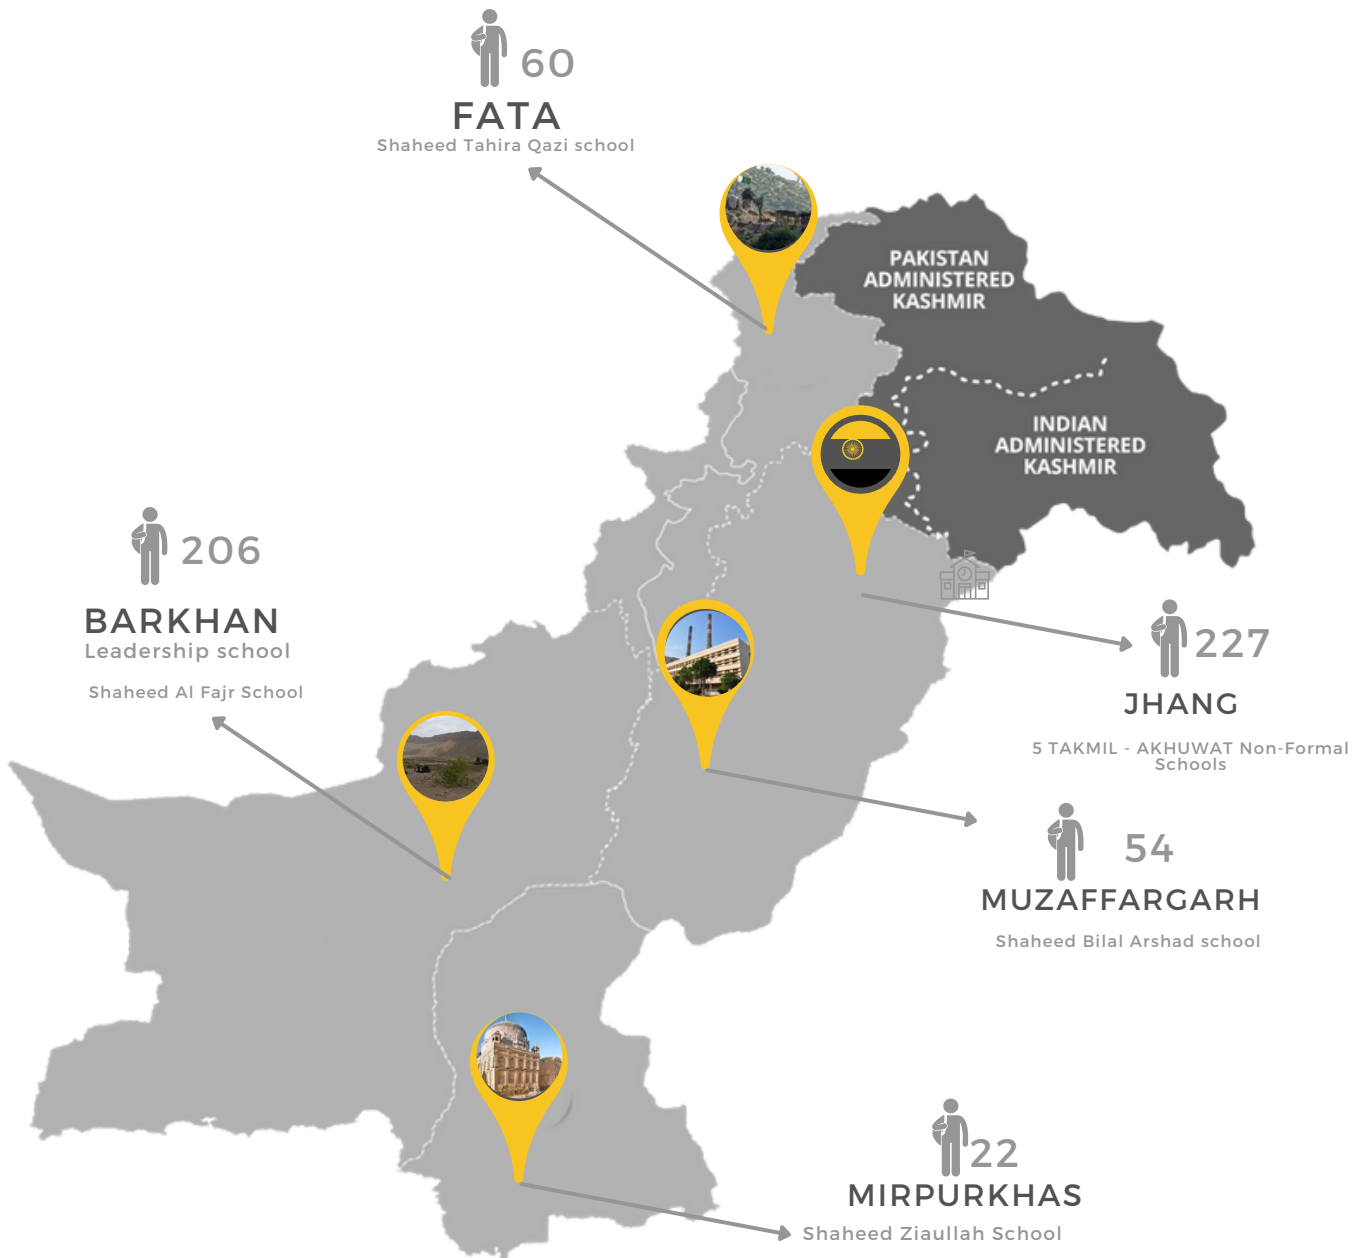 60
FATA
Shaheed Tahira Qazi school
PAKISTAN
ADMINISTERED
KASHMIR
INDIAN
ADMINISTERED
KASHMIR
206
BARKHAN
Leadership school
Shaheed Al Fajr School
227
JHANG
5 TAKMIL - AKHUWAT Non-Formal
Schools
54
MUZAFFARGARH
Shaheed Bilal Arshad school
22
MIRPURKHAS
Shaheed Ziaullah School